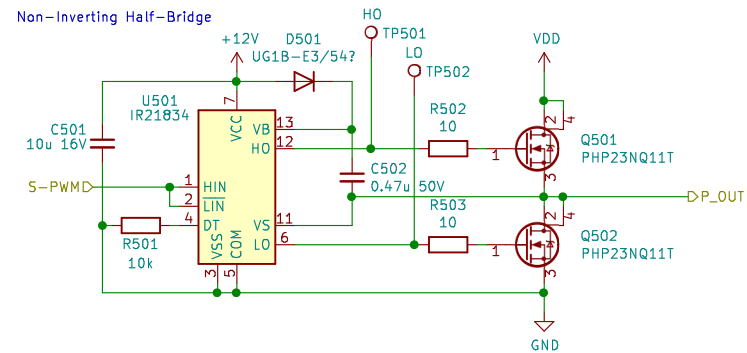 Non-Inverting Half-Bridge
HO
TP501
LO
TP502
+12V
D501
UG1B-E3/54?
VDD
C501
10u 16V
U501
IR21834
7
VCC
VB
13
HO
12
R502
10
1
2
4
Q501
PHP23NQ11T
3
C502
0.47u 50V
S-PWM
1
HIN
2
LIN
4
DT
VS
11
LO
6
P_OUT
R503
10
1
2
4
Q502
PHP23NQ11T
3
R501
10k
VSS
COM
3
5
GND